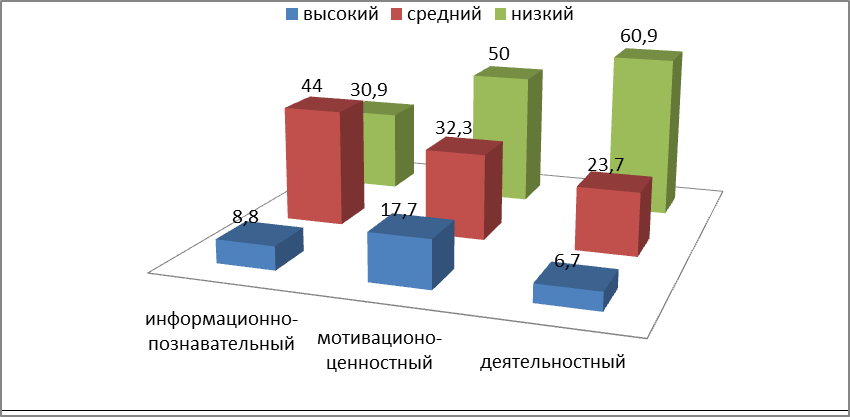 высокий средний низкий
60,9
50
44
30,9
32,3
23,7
8,8
17,7
6,7
информационно-
познавательный
мотивационо-
ценностный
деятельностный